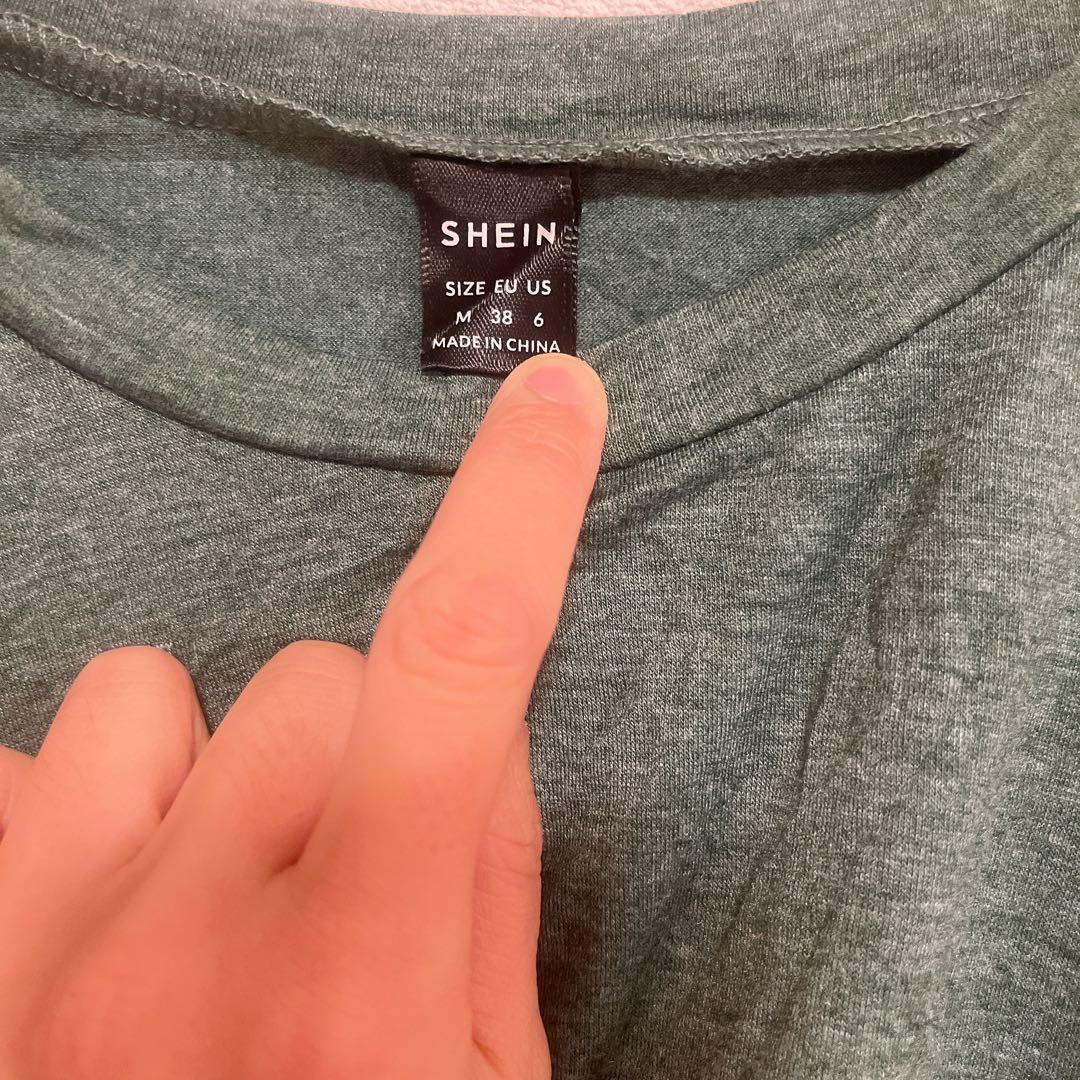 SHEIN
SIZE EU US
M 38 6
MADE IN CHINA